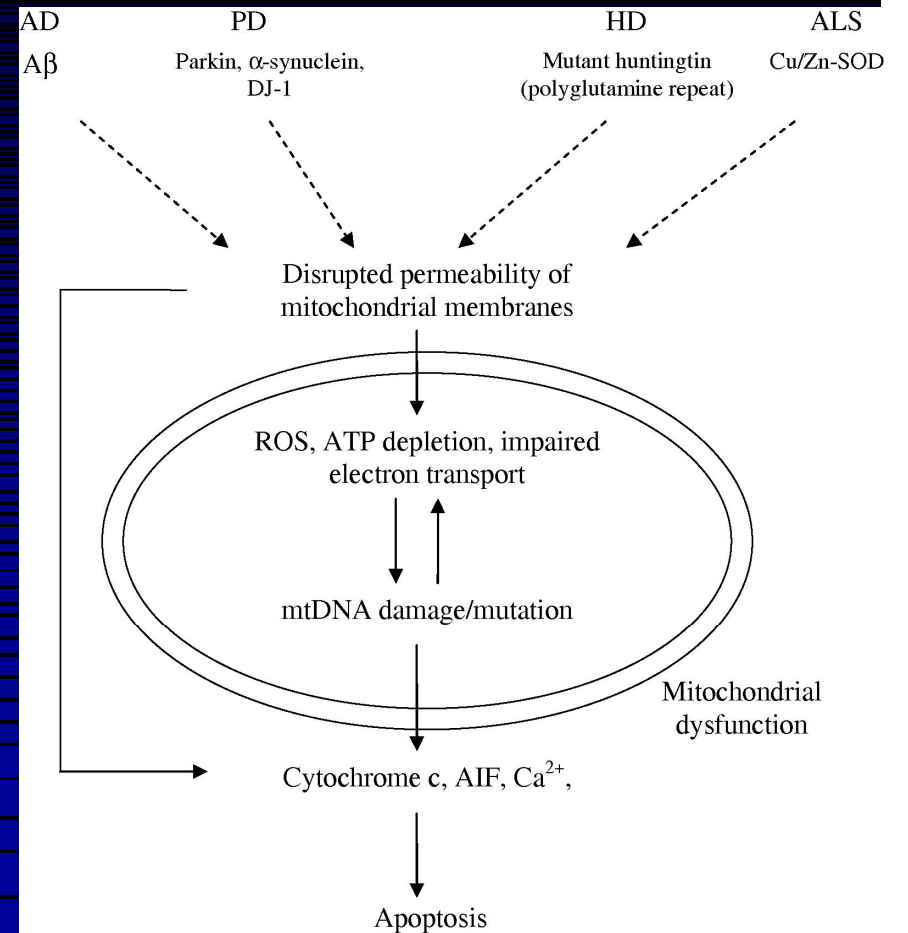 AD PD HD ALS
Aβ Parkin, α-synuclein, Mutant huntingtin Cu/Zn-SOD
DJ-1 (polyglutamine repeat)
Disrupted permeability of
mitochondrial membranes
ROS, ATP depletion, impaired
electron transport
mtDNA damage/mutation
Mitochondrial
dysfunction
Cytochrome c, AIF, Ca²⁺,
Apoptosis